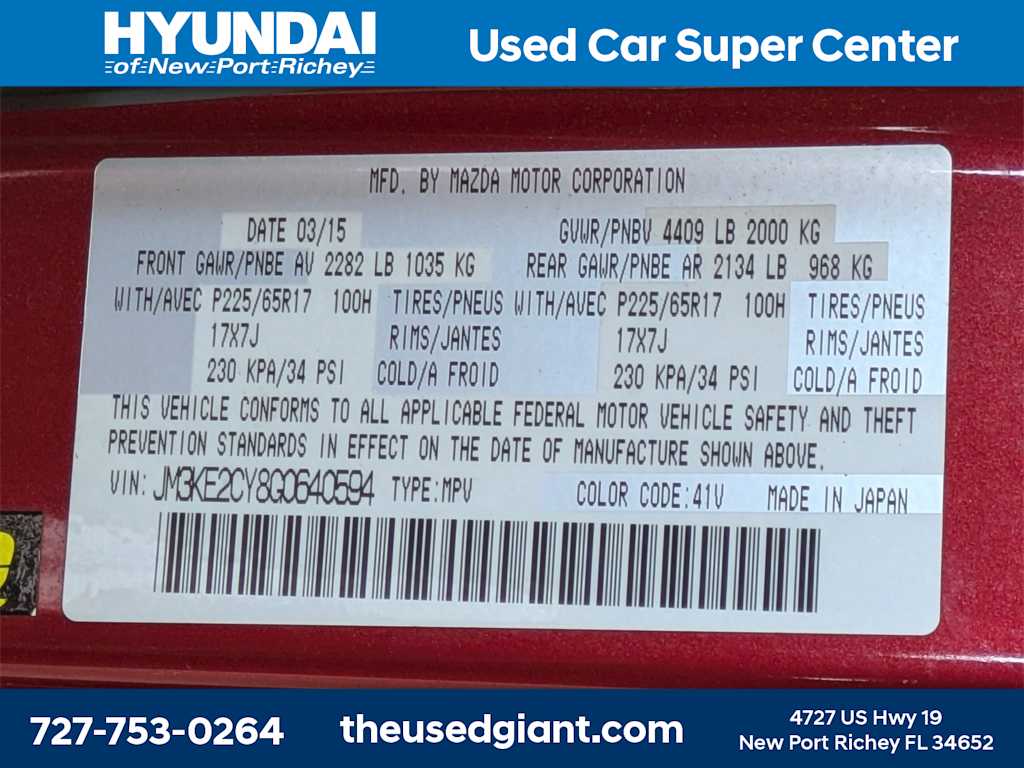 HYUNDAI
of New Port Richey
Used Car Super Center
MFD. BY MAZDA MOTOR CORPORATION
DATE 03/15 GVWR/PNBV 4409 LB 2000 KG
FRONT GAWR/PNBE AV 2282 LB 1035 KG REAR GAWR/PNBE AR 2134 LB 968 KG
WITH/AVEC P225/65R17 100H TIRES/PNEUS WITH/AVEC P225/65R17 100H TIRES/PNEUS
17X7J RIMS/JANTES 17X7J RIMS/JANTES
230 KPA/34 PSI COLD/A FROID 230 KPA/34 PSI COLD/A FROID
THIS VEHICLE CONFORMS TO ALL APPLICABLE FEDERAL MOTOR VEHICLE SAFETY AND THEFT
PREVENTION STANDARDS IN EFFECT ON THE DATE OF MANUFACTURE SHOWN ABOVE.
VIN: JM3KE2CY8G0640594 TYPE:MPV COLOR CODE:41V MADE IN JAPAN
727-753-0264
theusedgiant.com
4727 US Hwy 19
New Port Richey FL 34652